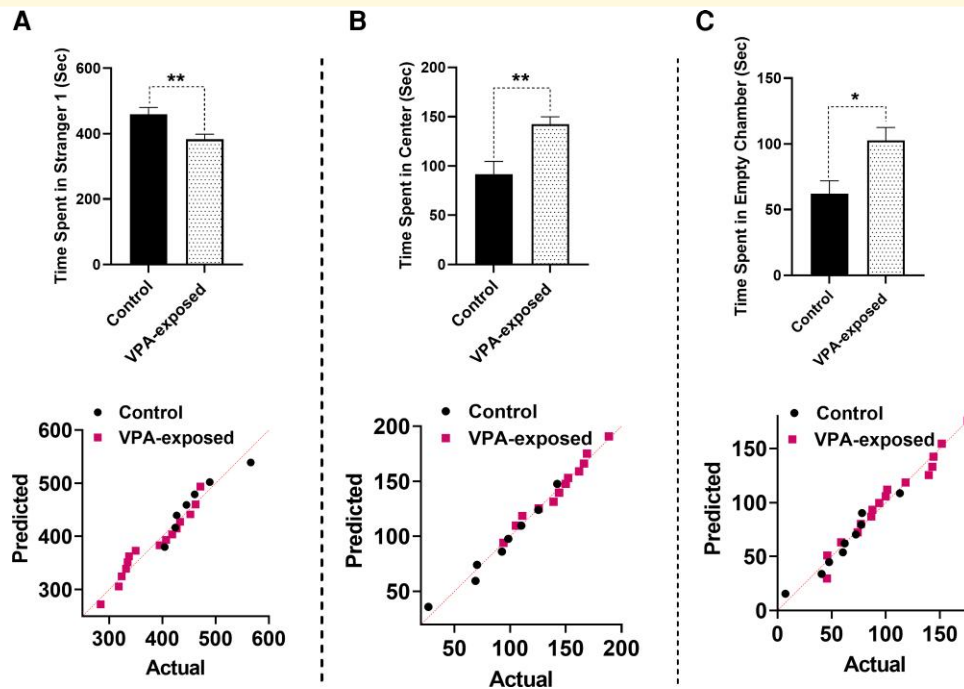 A
Time Spent in Stranger 1 (Sec)
600
400
200
0
**
Control
VPA-exposed
Control
VPA-exposed
Predicted
600
500
400
300
300
400
500
600
Actual
B
Time Spent in Center (Sec)
200
150
100
50
0
**
Control
VPA-exposed
Control
VPA-exposed
Predicted
200
150
100
50
50
100
150
200
Actual
C
Time Spent in Empty Chamber (Sec)
150
100
50
0
*
Control
VPA-exposed
Control
VPA-exposed
Predicted
150
100
50
0
0
50
100
150
Actual